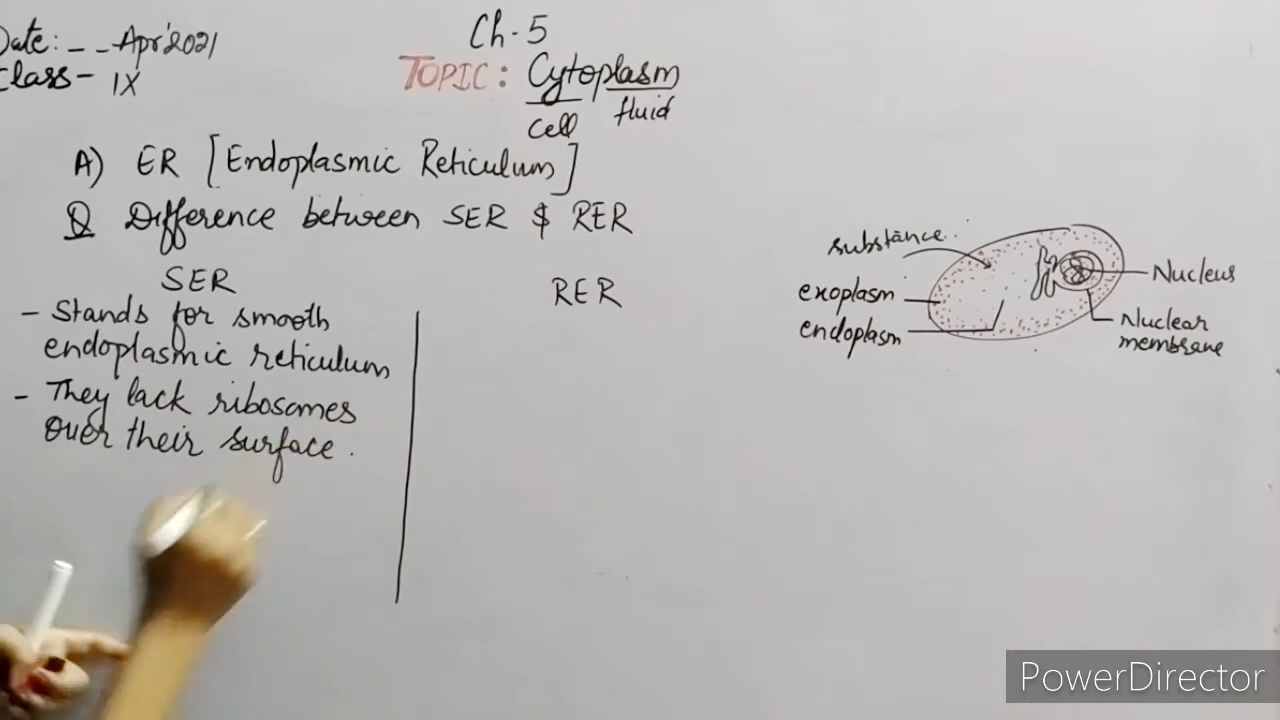 Date: _ _ Apr'2021
Class - IX
Ch. 5
TOPIC: Cytoplasm
cell fluid
A) ER [Endoplasmic Reticulum]
Q Difference between SER & RER
SER
- Stands for smooth
endoplasmic reticulum
- They lack ribosomes
over their surface.
RER
substance..
exoplasm
endoplasm
Nucleus
Nuclear
membrane
PowerDirector